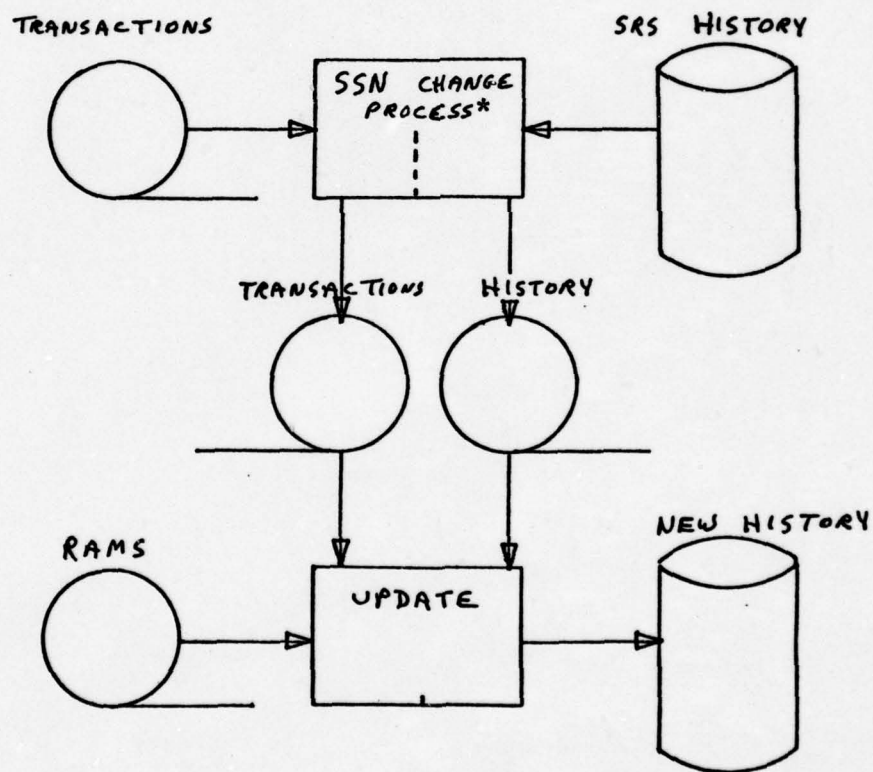 TRANSACTIONS
SRS HISTORY
SSN CHANGE
PROCESS*
TRANSACTIONS
HISTORY
RAMS
UPDATE
NEW HISTORY